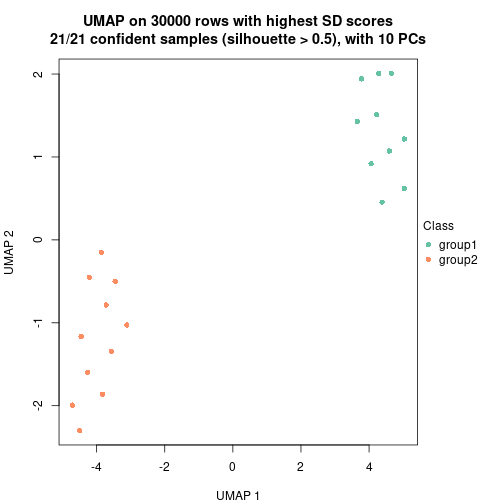 UMAP on 30000 rows with highest SD scores
21/21 confident samples (silhouette > 0.5), with 10 PCs
2
1
0
-1
-2
UMAP 2
Class
group1
group2
-4
-2
0
2
4
UMAP 1